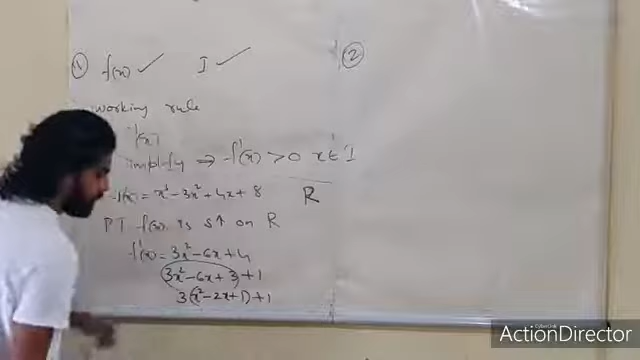 (1) f(x) ✓ I ✓
(2)
working rule
f'(x)
simplify ⇒ f'(x) > 0 x ∈ I
f(x) = x³ - 3x² + 4x + 8 R
PT f(x) is S↑ on R
f'(x) = 3x² - 6x + 4
3x² - 6x + 3 + 1
3(x² - 2x + 1) + 1
ActionDirector